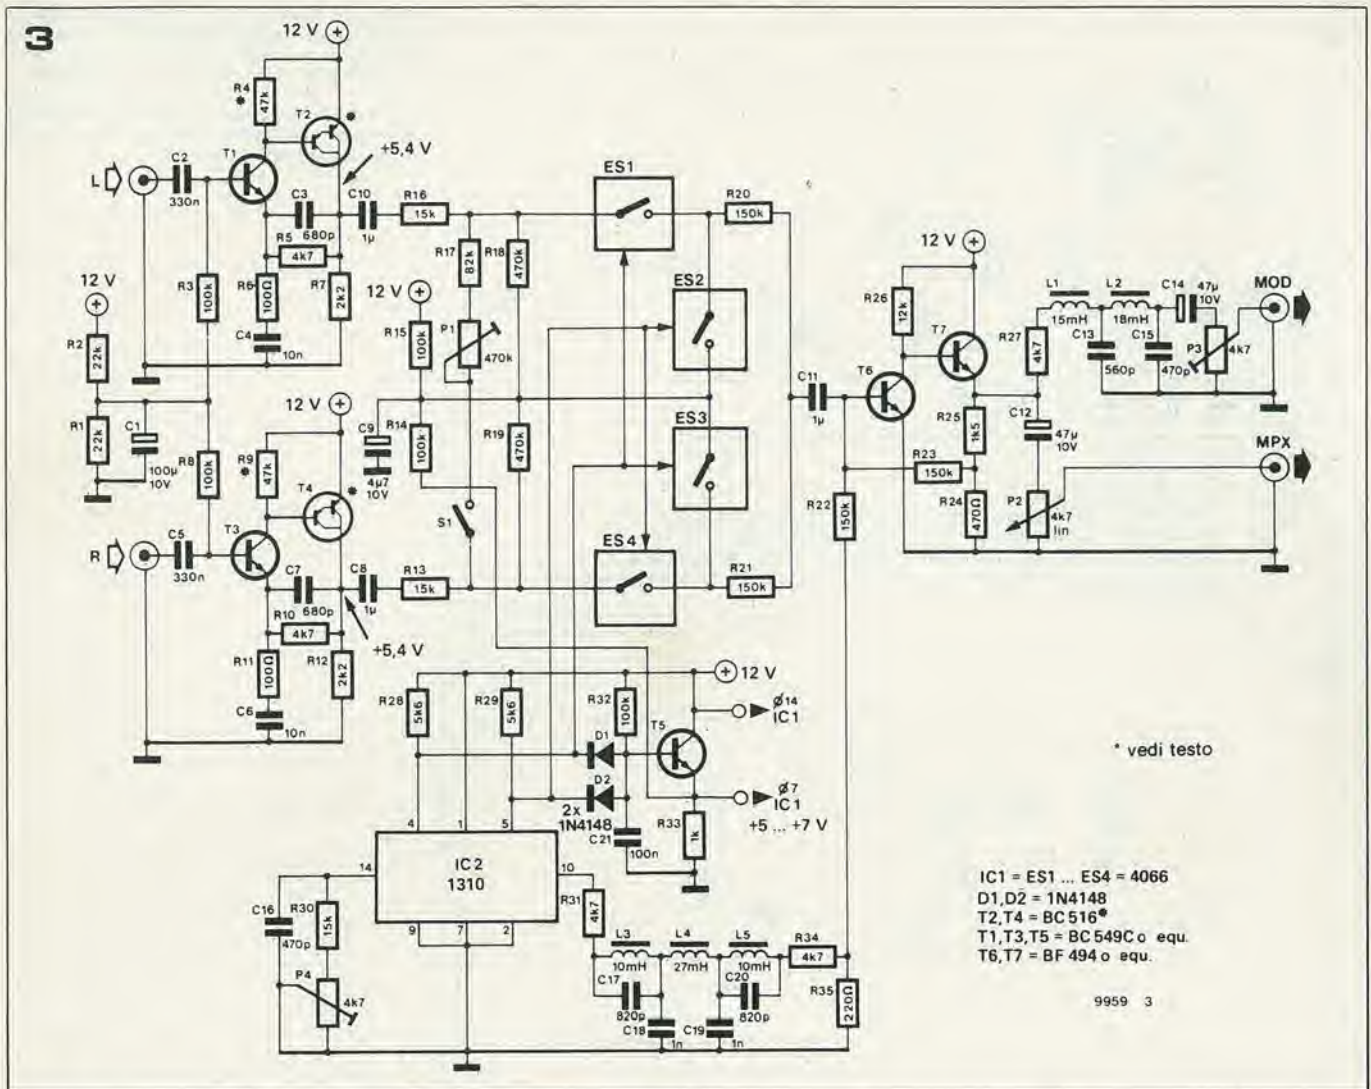 3
12 V
R4
*
47k
T2
*
+5,4 V
L
C2
330n
T1
C3
680p
C10
1µ
R16
15k
R5
4k7
R6
100Ω
R7
2k2
C4
10n
R3
100k
12 V
R2
22k
R1
22k
C1
100µ
10V
R8
100k
12 V
R9
*
47k
T4
*
R
C5
330n
T3
C7
680p
C8
1µ
R13
15k
R10
4k7
+5,4 V
R11
100Ω
R12
2k2
C6
10n
R17
82k
R18
470k
12 V
R15
100k
P1
470k
C9
4µ7
10V
R14
100k
R19
470k
S1
ES1
ES2
ES3
ES4
R20
150k
R21
150k
C11
1µ
R22
150k
12 V
R26
12k
T7
T6
R25
1k5
R23
150k
R24
470Ω
R27
4k7
L1
15mH
L2
18mH
C14
47µ
10V
MOD
C13
560p
C15
470p
P3
4k7
C12
47µ
10V
MPX
P2
4k7
lin
12 V
R28
5k6
R29
5k6
R32
100k
T5
ø14
IC1
D1
D2
2x
1N4148
C21
100n
R33
1k
ø7
IC1
+5 ... +7 V
4
1
5
14
IC2
1310
10
9
7
2
C16
470p
R30
15k
P4
4k7
R31
4k7
L3
10mH
L4
27mH
L5
10mH
R34
4k7
C17
820p
C20
820p
C18
1n
C19
1n
R35
220Ω
* vedi testo
IC1 = ES1 ... ES4 = 4066
D1,D2 = 1N4148
T2,T4 = BC516*
T1,T3,T5 = BC549C o equ.
T6,T7 = BF 494 o equ.
9959 3